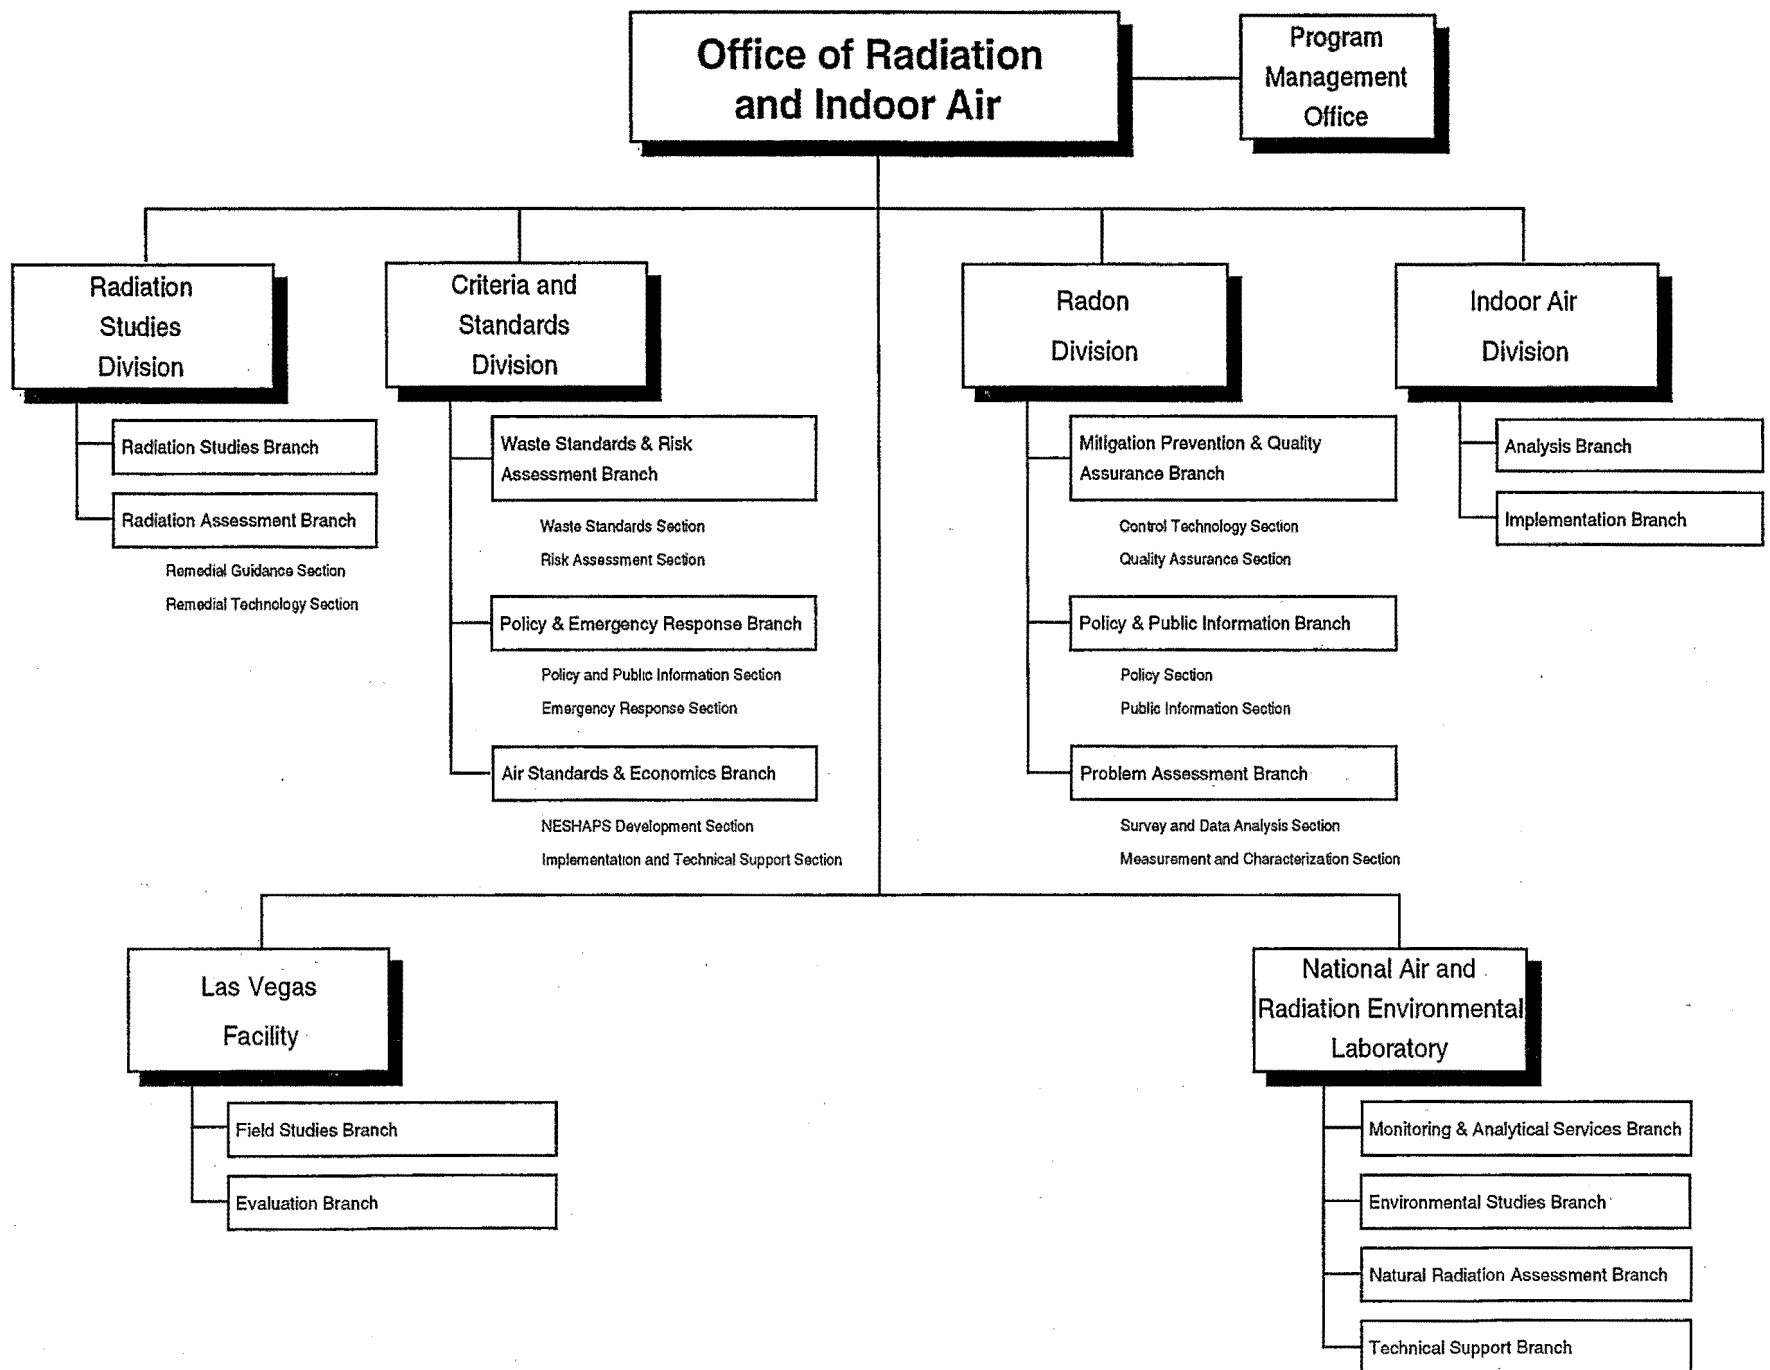 Office of Radiation
and Indoor Air
Program
Management
Office
Radiation
Studies
Division
Radiation Studies Branch
Radiation Assessment Branch
Remedial Guidance Section
Remedial Technology Section
Criteria and
Standards
Division
Waste Standards & Risk
Assessment Branch
Waste Standards Section
Risk Assessment Section
Policy & Emergency Response Branch
Policy and Public Information Section
Emergency Response Section
Air Standards & Economics Branch
NESHAPS Development Section
Implementation and Technical Support Section
Radon
Division
Mitigation Prevention & Quality
Assurance Branch
Control Technology Section
Quality Assurance Section
Policy & Public Information Branch
Policy Section
Public Information Section
Problem Assessment Branch
Survey and Data Analysis Section
Measurement and Characterization Section
Indoor Air
Division
Analysis Branch
Implementation Branch
Las Vegas
Facility
Field Studies Branch
Evaluation Branch
National Air and
Radiation Environmental
Laboratory
Monitoring & Analytical Services Branch
Environmental Studies Branch
Natural Radiation Assessment Branch
Technical Support Branch